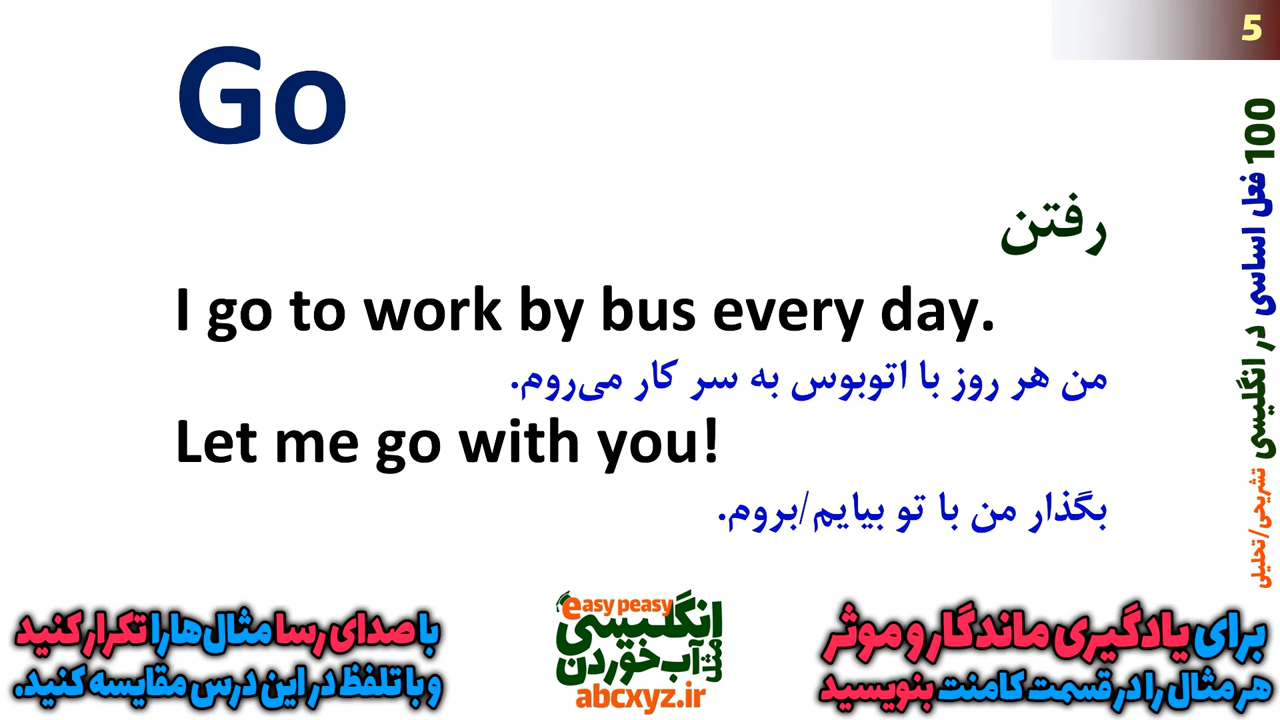 5
Go
رفتن
I go to work by bus every day.
من هر روز با اتوبوس به سر کار می‌روم.
Let me go with you!
بگذار من با تو بیایم/بروم.
100 فعل اساسی در انگلیسی تشریحی/تحلیلی
برای یادگیری ماندگار و موثر
هر مثال را در قسمت کامنت بنویسید
easy peasy
انگلیسی
مثل
آب خوردن
abcxyz.ir
با صدای رسا مثال‌ها را تکرار کنید
و با تلفظ در این درس مقایسه کنید.